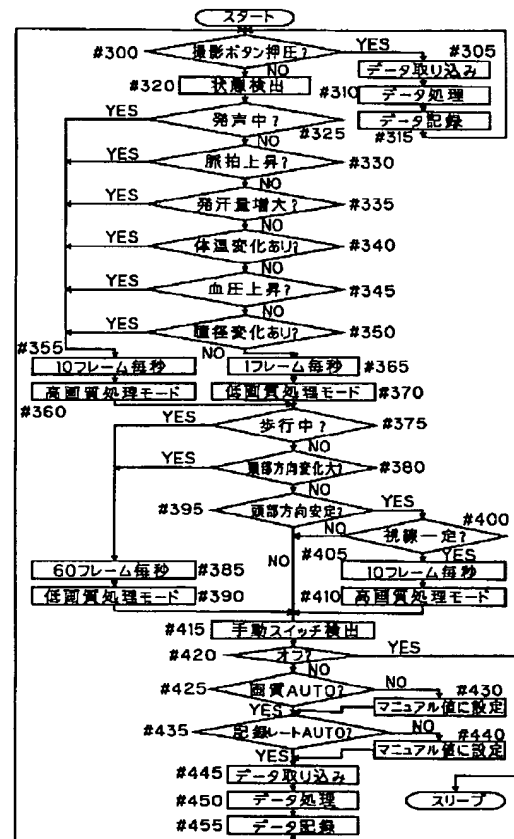 スタート
#300 撮影ボタン押圧? YES #305
NO データ取り込み
#320 状態検出 #310 データ処理
YES 発声中? #325 データ記録
#315
NO
YES 脈拍上昇? #330
NO
YES 発汗量増大? #335
NO
YES 体温変化あり? #340
NO
YES 血圧上昇? #345
NO
YES 瞳径変化あり? #350
#355 NO
10フレーム毎秒 1フレーム毎秒 #365
高画質処理モード 低画質処理モード #370
#360
YES 歩行中? #375
NO
YES 頭部方向変化大? #380
NO
#395 頭部方向安定? YES #400
NO 視線一定?
NO #405 YES
60フレーム毎秒 #385 10フレーム毎秒
低画質処理モード #390 #410 高画質処理モード
#415 手動スイッチ検出
#420 オフ? YES
NO
#425 画質AUTO? NO #430
YES マニュアル値に設定
#435 記録レートAUTO? NO #440
YES マニュアル値に設定
#445 データ取り込み
#450 データ処理 スリープ
#455 データ記録